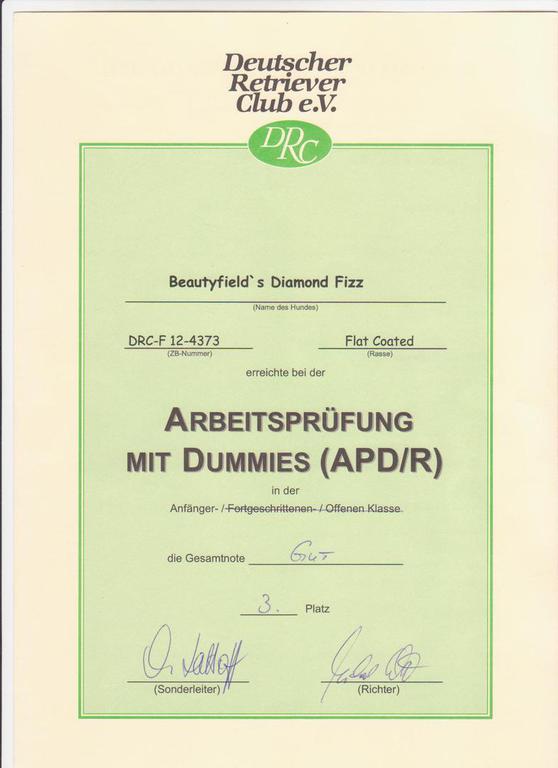 Deutscher
Retriever
Club e.V.
DRC
Beautyfield`s Diamond Fizz
(Name des Hundes)
DRC-F 12-4373 Flat Coated
(ZB-Nummer) (Rasse)
erreichte bei der
ARBEITSPRÜFUNG
MIT DUMMIES (APD/R)
in der
Anfänger- / Fortgeschrittenen- / Offenen Klasse
die Gesamtnote Gut
3. Platz
(Sonderleiter) (Richter)